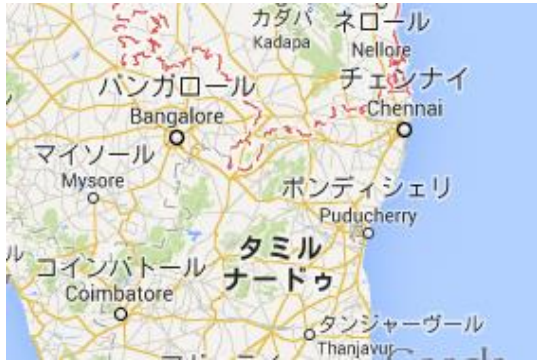 カダパ
Kadapa
ネロール
Nellore
チェンナイ
Chennai
バンガロール
Bangalore
マイソール
Mysore
ポンディシェリ
Puducherry
タミル
ナードゥ
コインバトール
Coimbatore
タンジャーヴール
Thanjavur